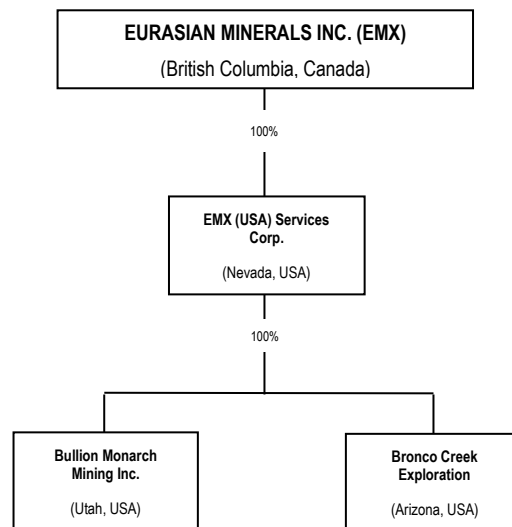 EURASIAN MINERALS INC. (EMX)
(British Columbia, Canada)
100%
EMX (USA) Services
Corp.
(Nevada, USA)
100%
Bullion Monarch
Mining Inc.
(Utah, USA)
Bronco Creek
Exploration
(Arizona, USA)